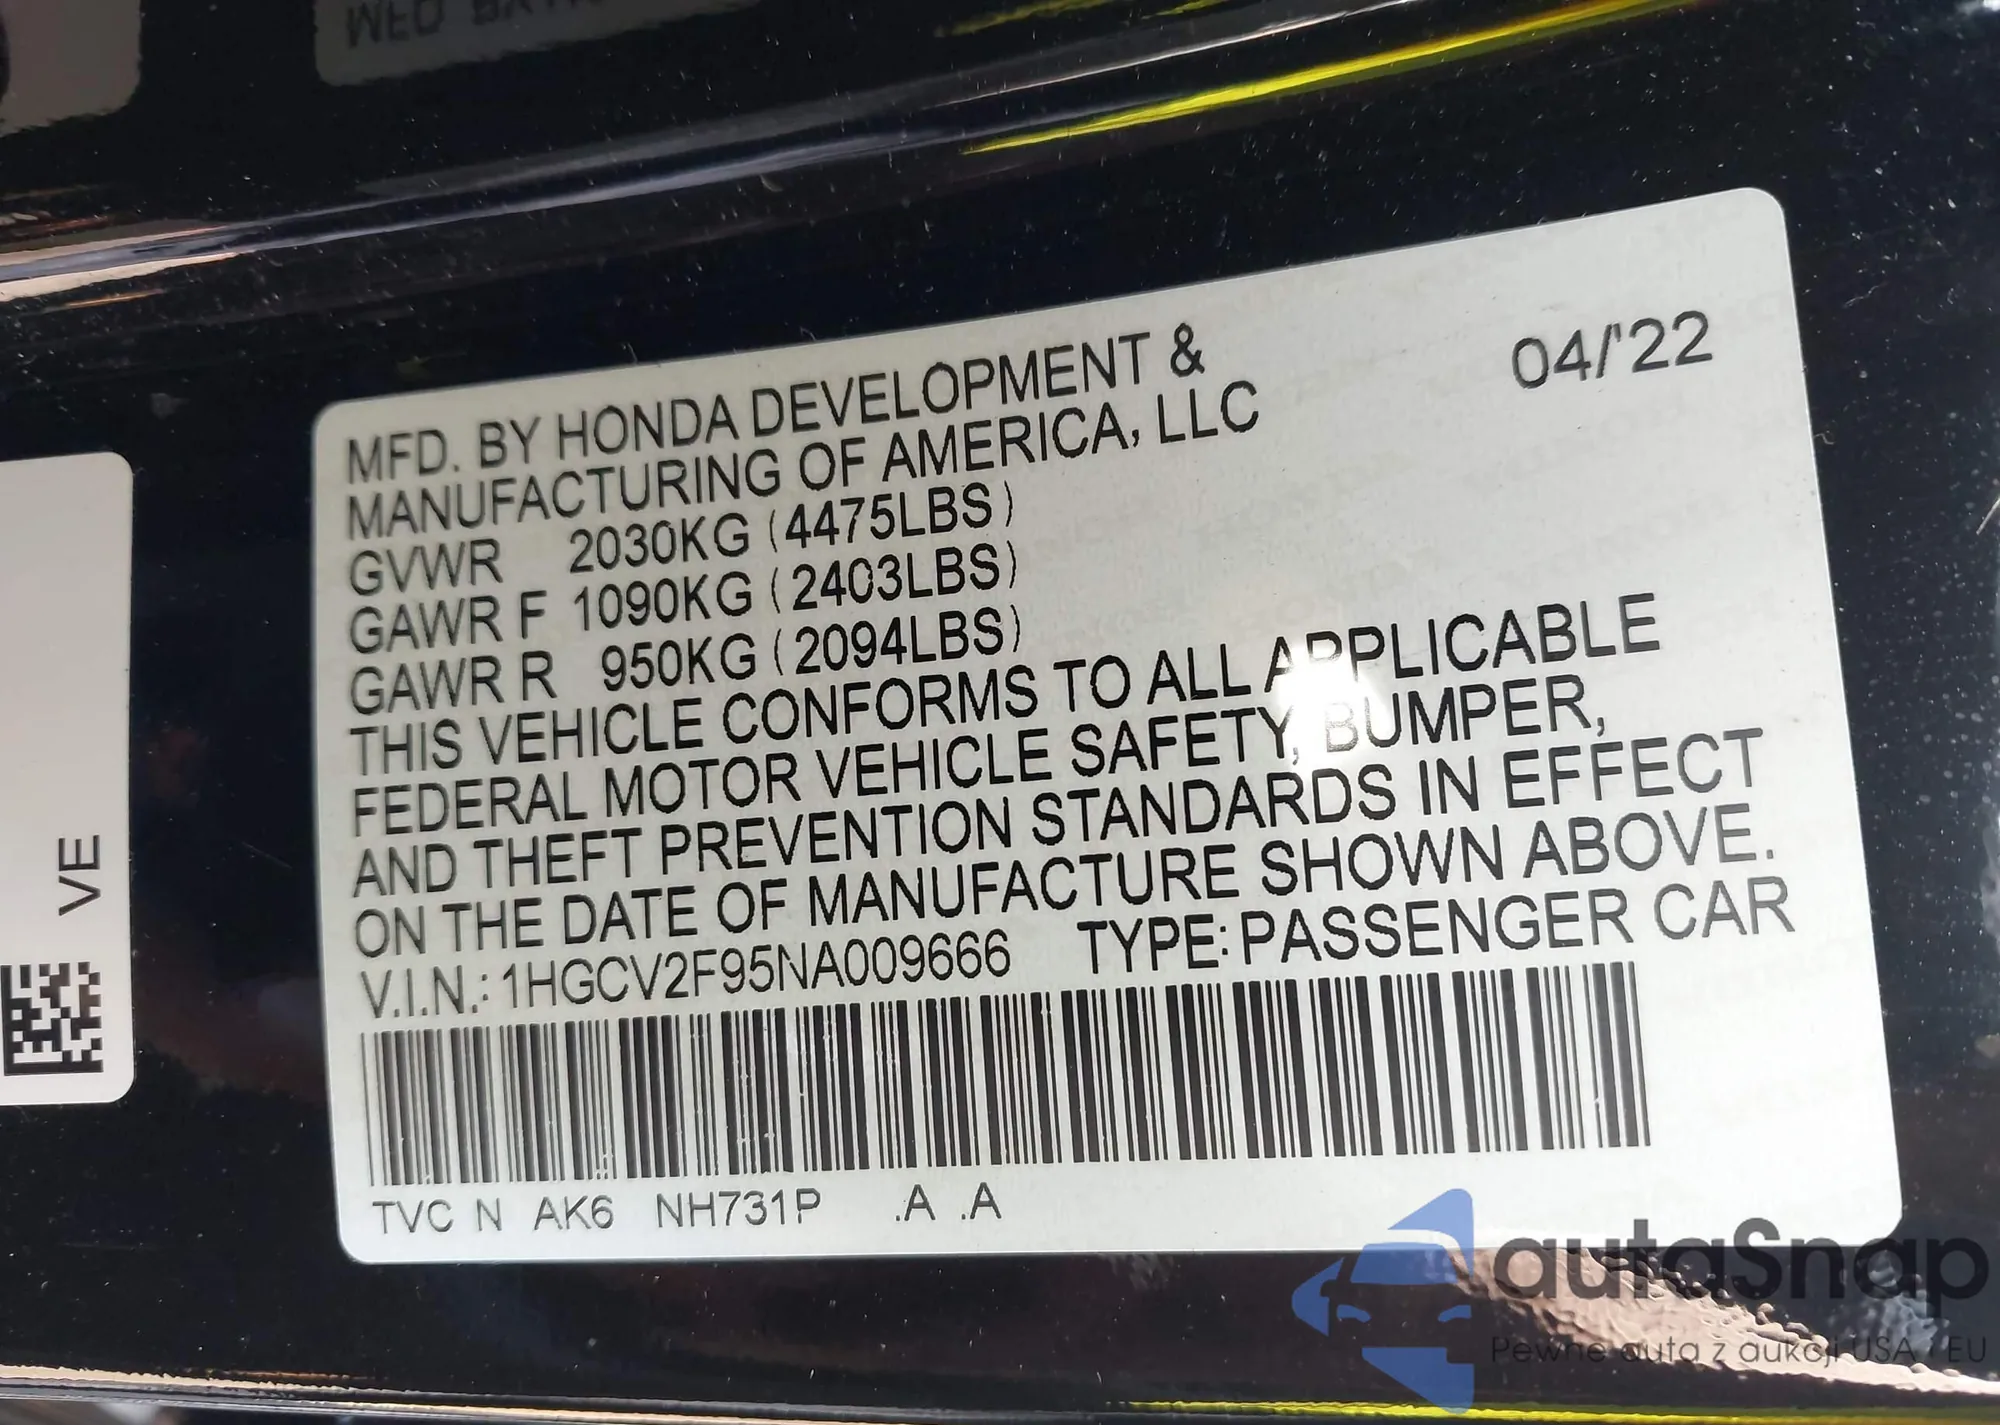 04/'22
MFD. BY HONDA DEVELOPMENT &
MANUFACTURING OF AMERICA, LLC
GVWR 2030KG (4475LBS)
GAWR F 1090KG (2403LBS)
GAWR R 950KG (2094LBS)
THIS VEHICLE CONFORMS TO ALL APPLICABLE
FEDERAL MOTOR VEHICLE SAFETY, BUMPER,
AND THEFT PREVENTION STANDARDS IN EFFECT
ON THE DATE OF MANUFACTURE SHOWN ABOVE.
V.I.N.: 1HGCV2F95NA009666 TYPE: PASSENGER CAR
TVC N AK6 NH731P .A .A
VE
autaSnap
Pewne auta z aukcji USA / EU